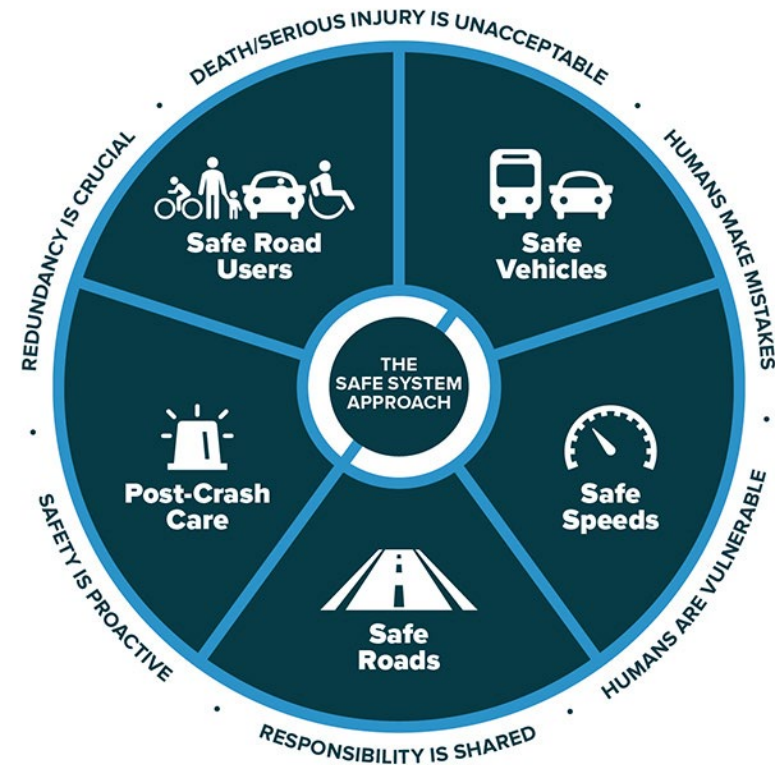 DEATH/SERIOUS INJURY IS UNACCEPTABLE
HUMANS MAKE MISTAKES
HUMANS ARE VULNERABLE
RESPONSIBILITY IS SHARED
SAFETY IS PROACTIVE
REDUNDANCY IS CRUCIAL
Safe Road
Users
Safe
Vehicles
THE
SAFE SYSTEM
APPROACH
Post-Crash
Care
Safe
Speeds
Safe
Roads